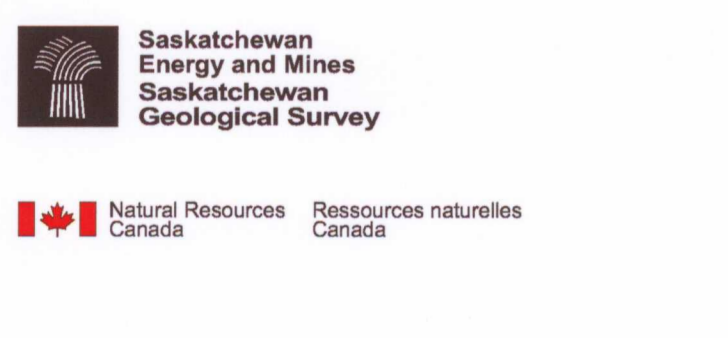 Saskatchewan
Energy and Mines
Saskatchewan
Geological Survey
Natural Resources Ressources naturelles
Canada Canada